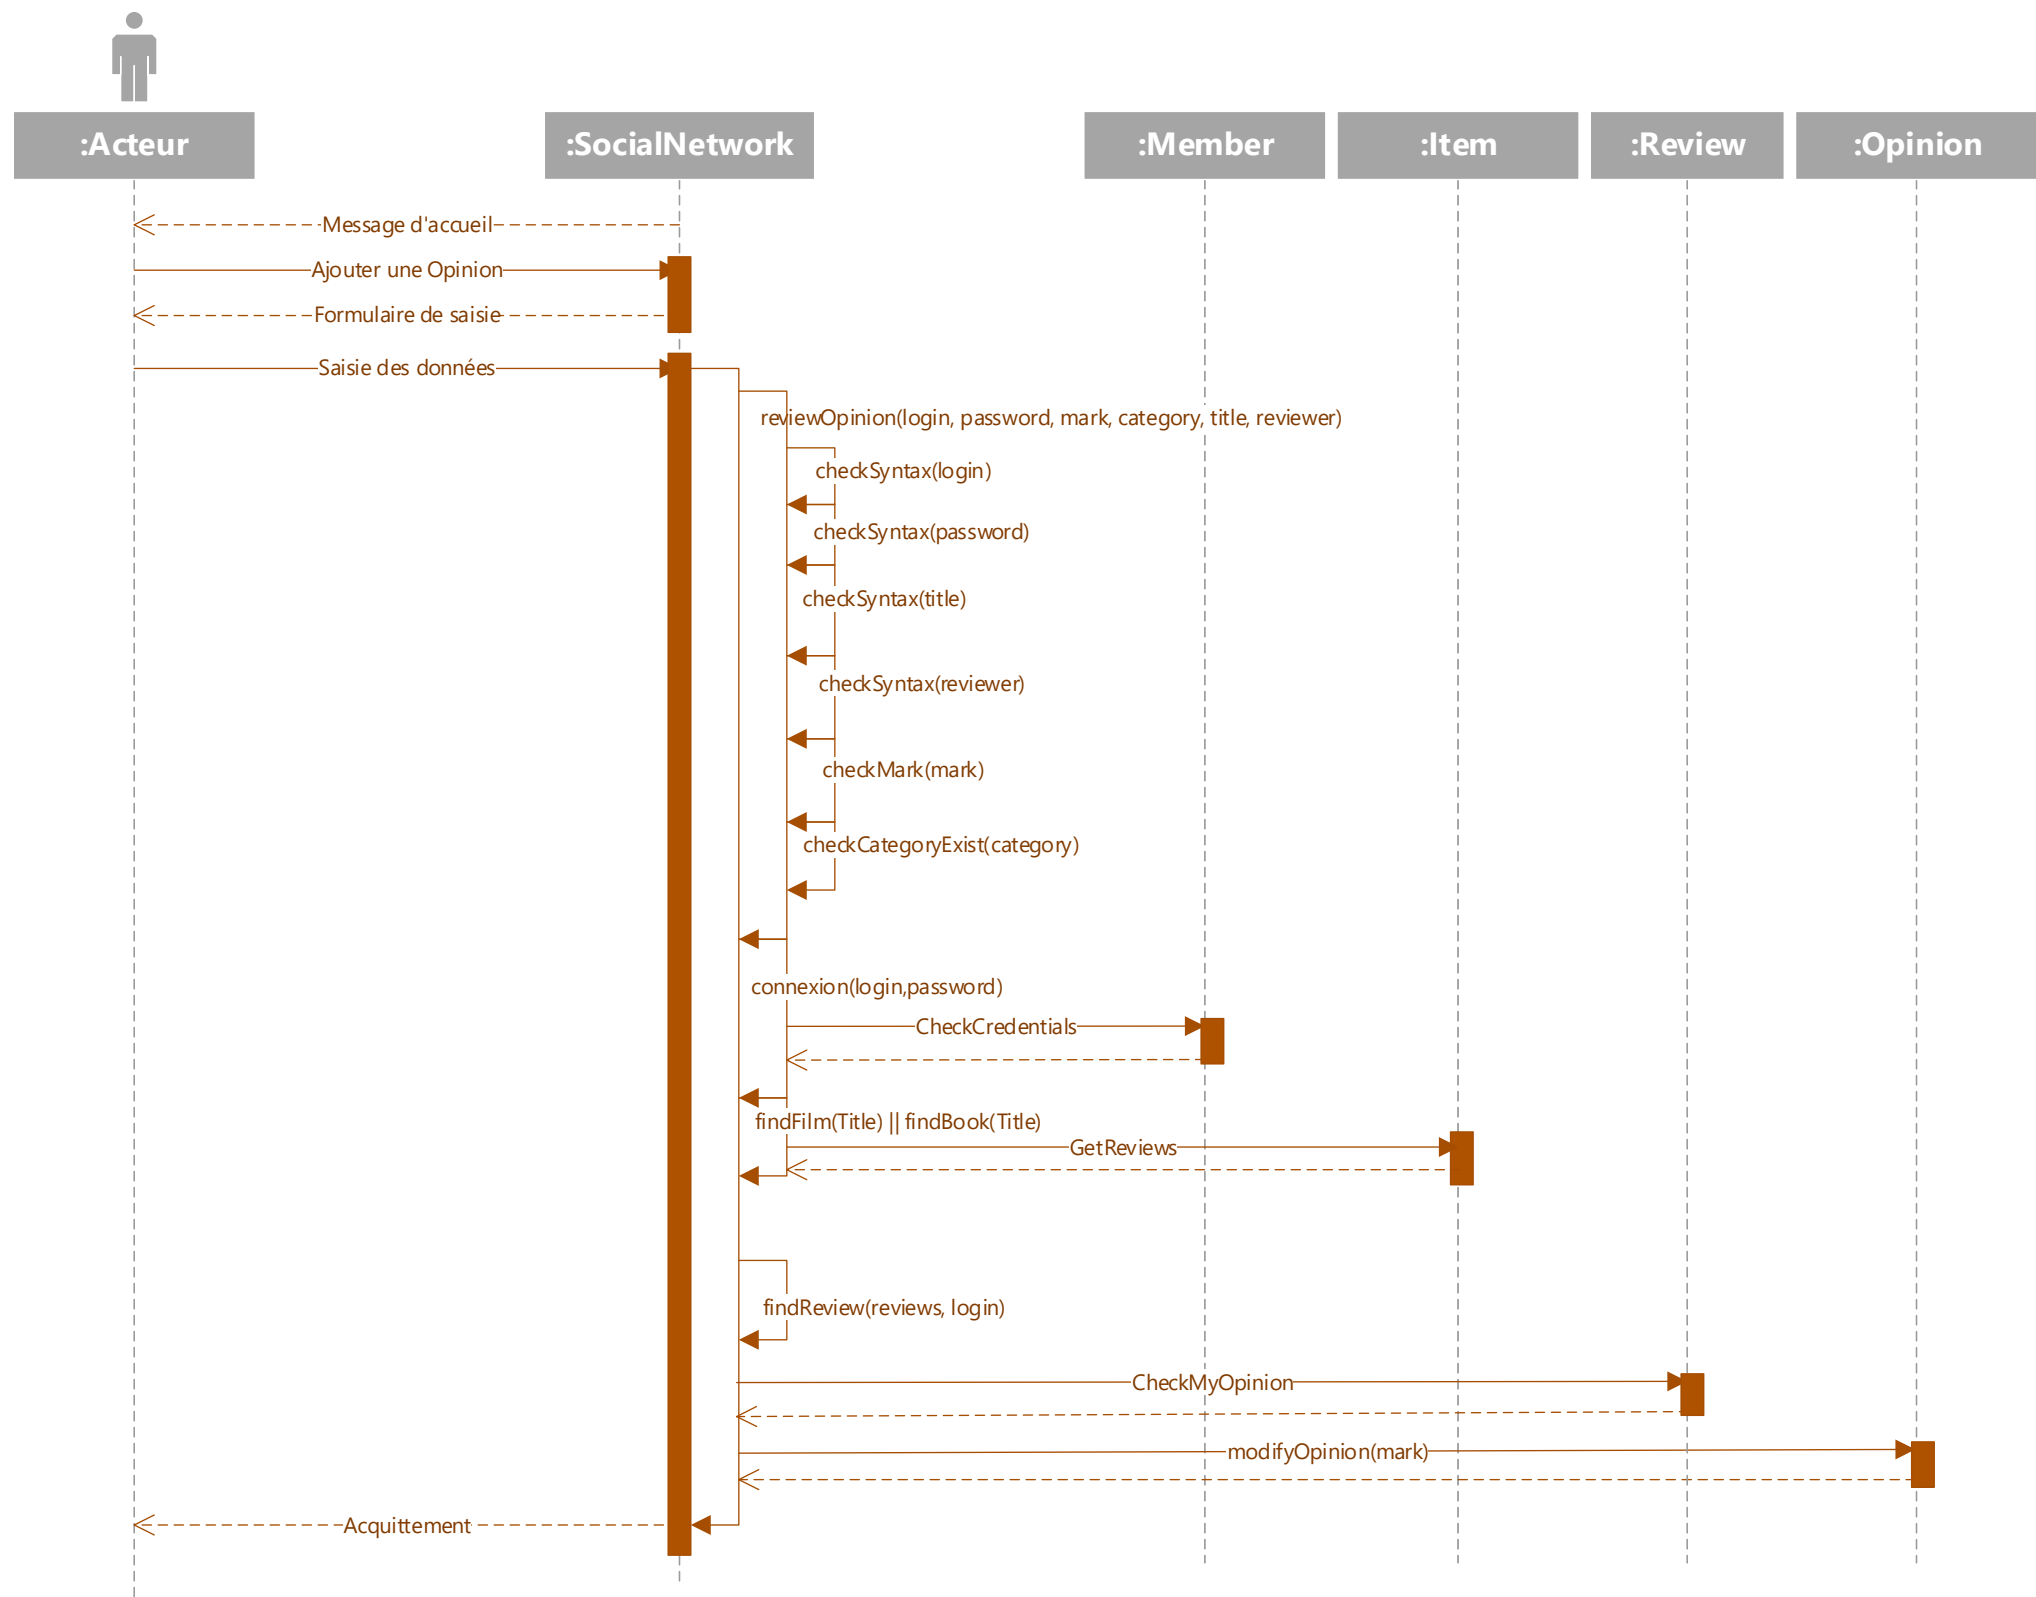 :Acteur
:SocialNetwork
:Member
:Item
:Review
:Opinion
Message d'accueil
Ajouter une Opinion
Formulaire de saisie
Saisie des données
reviewOpinion(login, password, mark, category, title, reviewer)
checkSyntax(login)
checkSyntax(password)
checkSyntax(title)
checkSyntax(reviewer)
checkMark(mark)
checkCategoryExist(category)
connexion(login,password)
CheckCredentials
findFilm(Title) || findBook(Title)
GetReviews
findReview(reviews, login)
CheckMyOpinion
modifyOpinion(mark)
Acquittement